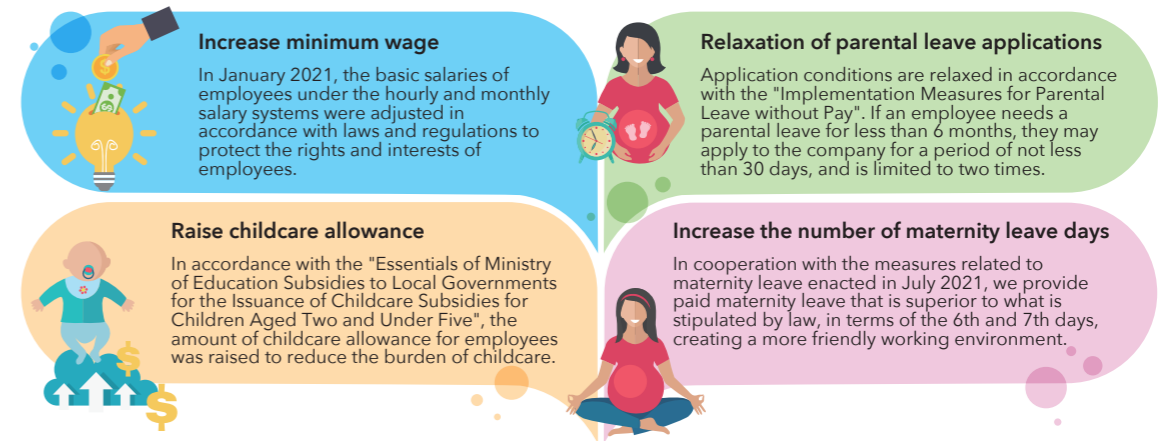 Increase minimum wage
In January 2021, the basic salaries of
employees under the hourly and monthly
salary systems were adjusted in
accordance with laws and regulations to
protect the rights and interests of
employees.
Relaxation of parental leave applications
Application conditions are relaxed in accordance
with the "Implementation Measures for Parental
Leave without Pay". If an employee needs a
parental leave for less than 6 months, they may
apply to the company for a period of not less
than 30 days, and is limited to two times.
Raise childcare allowance
In accordance with the "Essentials of Ministry
of Education Subsidies to Local Governments
for the Issuance of Childcare Subsidies for
Children Aged Two and Under Five", the
amount of childcare allowance for employees
was raised to reduce the burden of childcare.
Increase the number of maternity leave days
In cooperation with the measures related to
maternity leave enacted in July 2021, we provide
paid maternity leave that is superior to what is
stipulated by law, in terms of the 6th and 7th days,
creating a more friendly working environment.